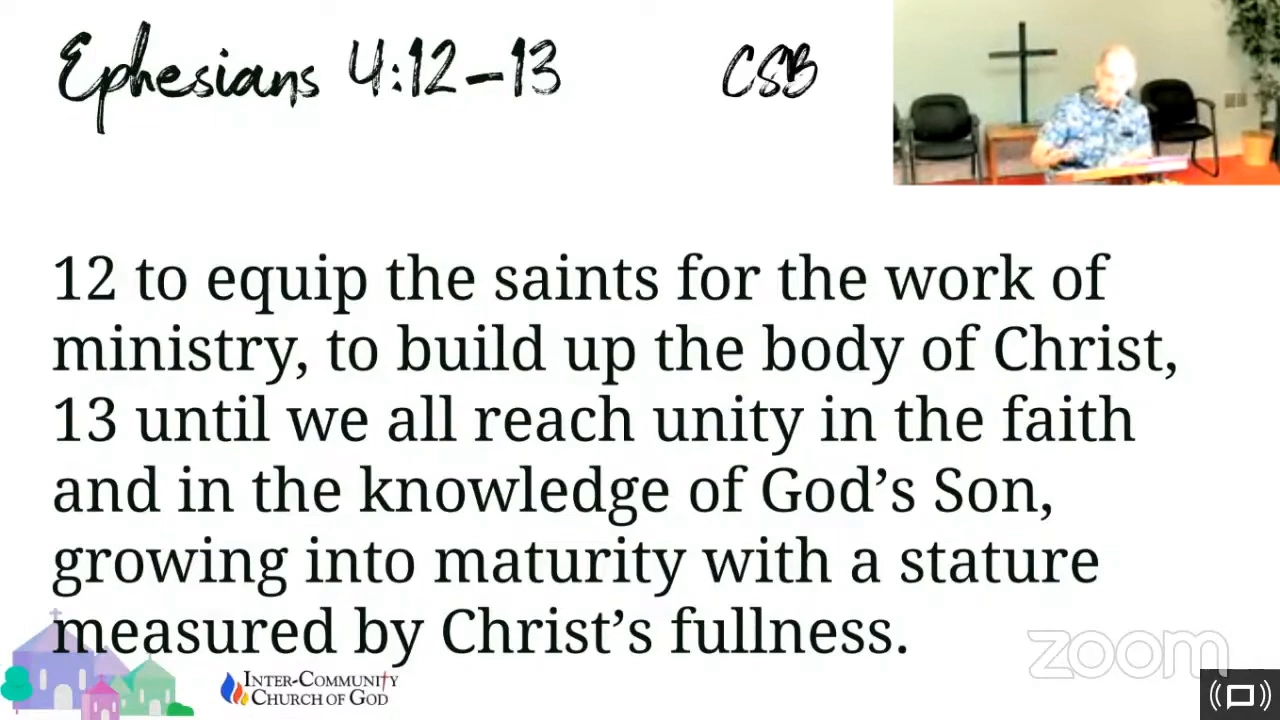 Ephesians 4:12-13 CSB
12 to equip the saints for the work of
ministry, to build up the body of Christ,
13 until we all reach unity in the faith
and in the knowledge of God’s Son,
growing into maturity with a stature
measured by Christ’s fullness.
zoom
INTER-COMMUNITY
CHURCH OF GOD